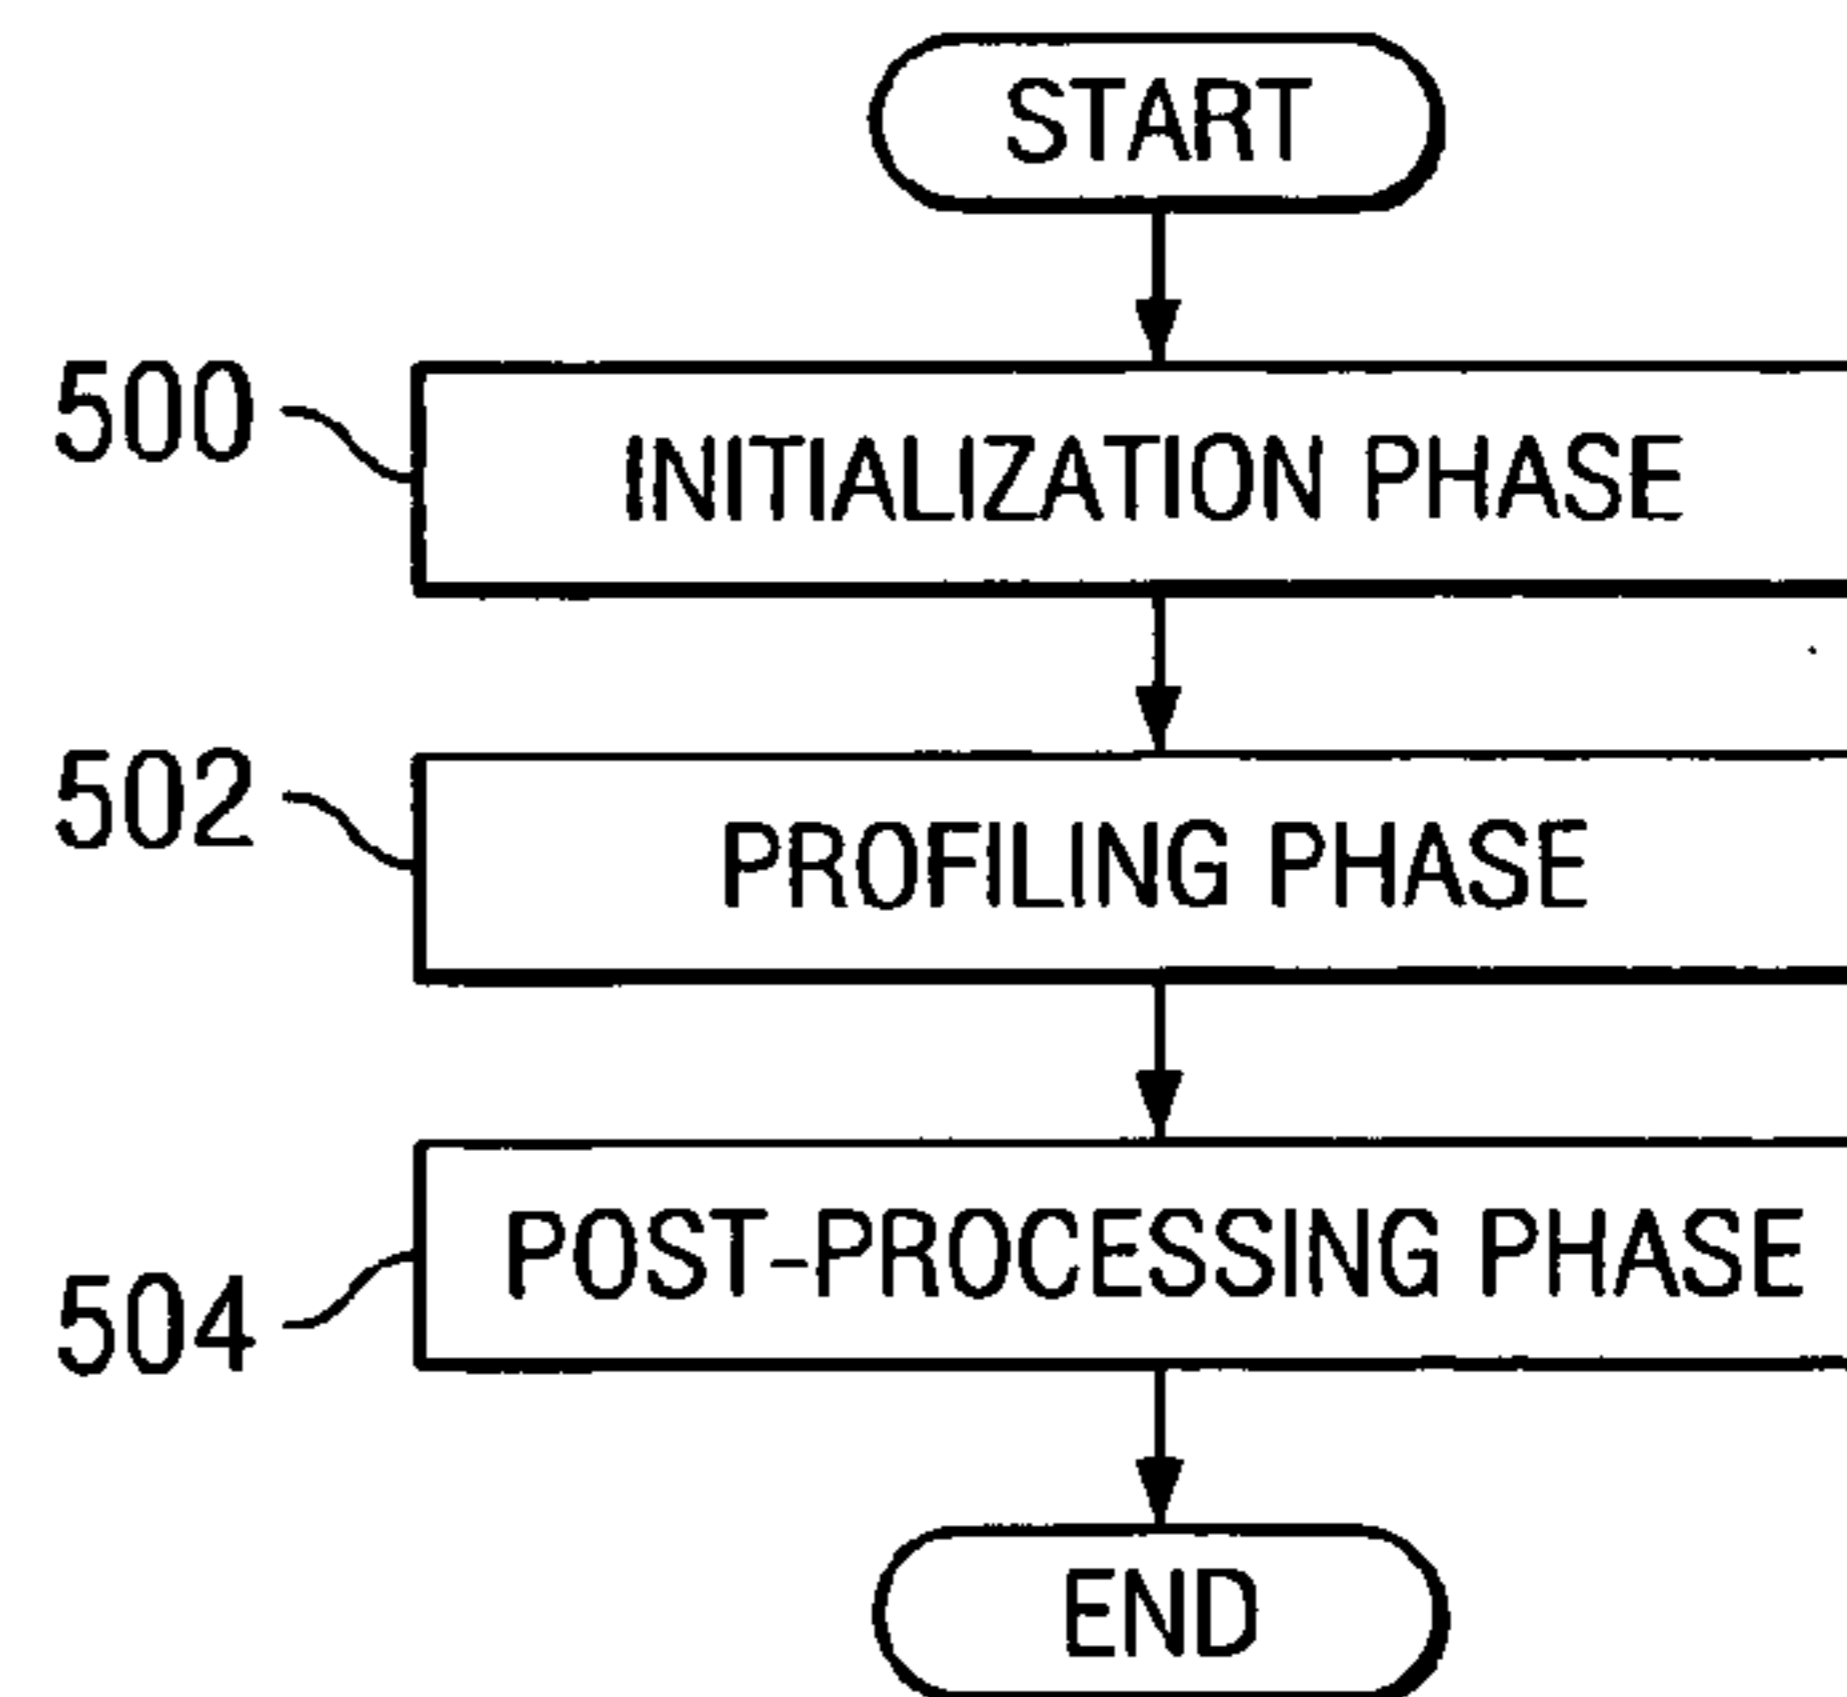 START
500
INITIALIZATION PHASE
502
PROFILING PHASE
POST-PROCESSING PHASE
504
END